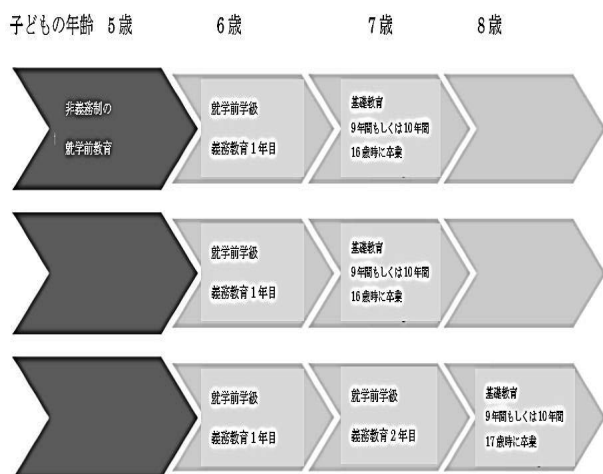 子どもの年齢 5歳 6歳 7歳 8歳
非義務制の
就学前教育
就学前学級
義務教育1年目
基礎教育
9年間もしくは10年間
16歳時に卒業
就学前学級
義務教育1年目
基礎教育
9年間もしくは10年間
16歳時に卒業
就学前学級
義務教育1年目
就学前学級
義務教育2年目
基礎教育
9年間もしくは10年間
17歳時に卒業